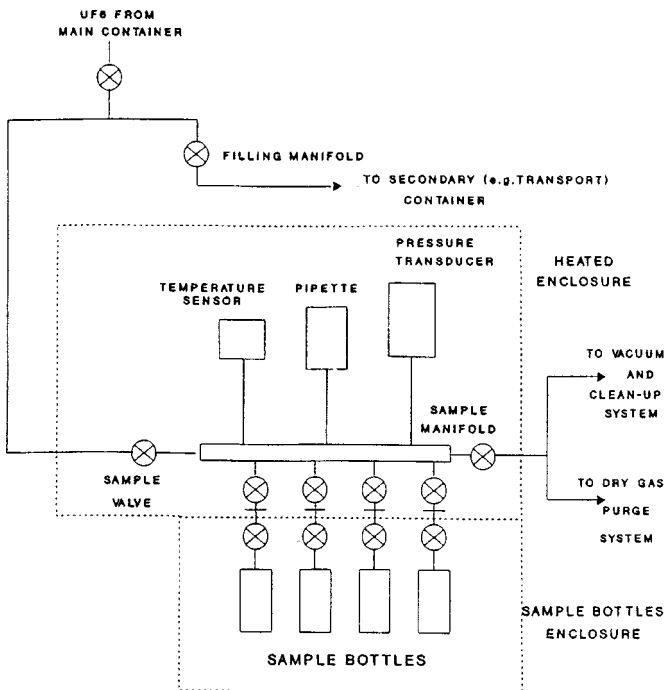 UF6 FROM
MAIN CONTAINER
FILLING MANIFOLD
TO SECONDARY (e.g.TRANSPORT)
CONTAINER
PRESSURE
TRANSDUCER
HEATED
ENCLOSURE
TEMPERATURE
SENSOR
PIPETTE
TO VACUUM
AND
CLEAN-UP
SYSTEM
SAMPLE
MANIFOLD
SAMPLE
VALVE
TO DRY GAS
PURGE
SYSTEM
SAMPLE BOTTLES
ENCLOSURE
SAMPLE BOTTLES